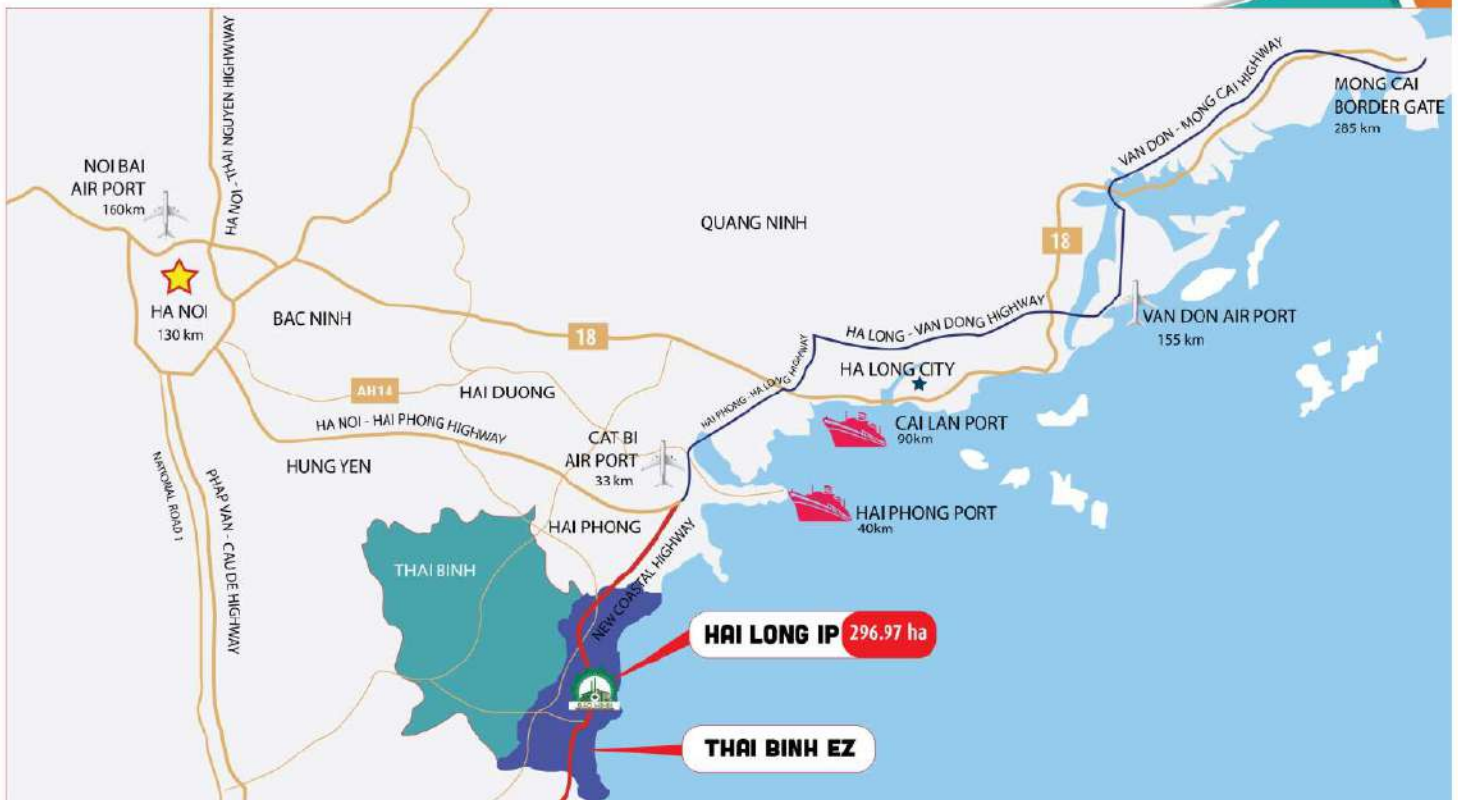 MONG CAI
BORDER GATE
285 km
VAN DON - MONG CAI HIGHWAY
HA NOI - THAI NGUYEN HIGHWWAY
NOI BAI
AIR PORT
160km
QUANG NINH
18
HA NOI
130 km
BAC NINH
18
HA LONG - VAN DONG HIGHWAY
VAN DON AIR PORT
155 km
HAI PHONG - HA LONG HIGHWAY
HA LONG CITY
AH14
HAI DUONG
CAI LAN PORT
90km
HA NOI - HAI PHONG HIGHWAY
CAT BI
AIR PORT
33 km
HUNG YEN
NATIONAL ROAD 1
PHAP VAN - CAU DE HIGHWAY
HAI PHONG PORT
40km
HAI PHONG
NEW COASTAL HIGHWAY
THAI BINH
HAI LONG IP 296.97 ha
THAI BINH EZ